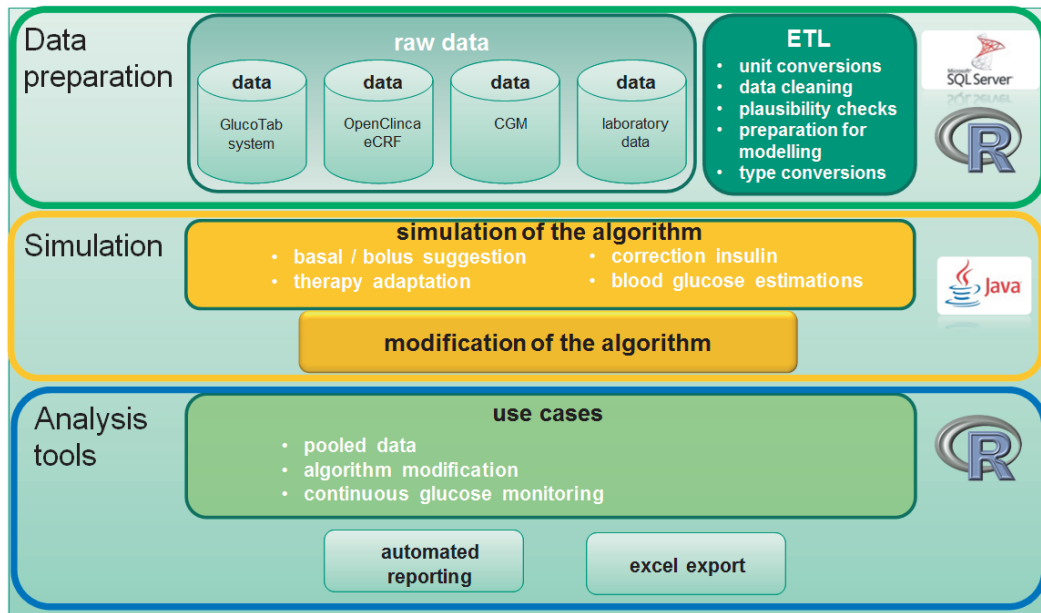 Data
preparation
raw data
data
GlucoTab
system
data
OpenClinca
eCRF
data
CGM
data
laboratory
data
ETL
• unit conversions
• data cleaning
• plausibility checks
• preparation for
modelling
• type conversions
Microsoft
SQL Server
R
Simulation
simulation of the algorithm
• basal / bolus suggestion
• therapy adaptation
• correction insulin
• blood glucose estimations
modification of the algorithm
Java
Analysis
tools
use cases
• pooled data
• algorithm modification
• continuous glucose monitoring
R
automated
reporting
excel export